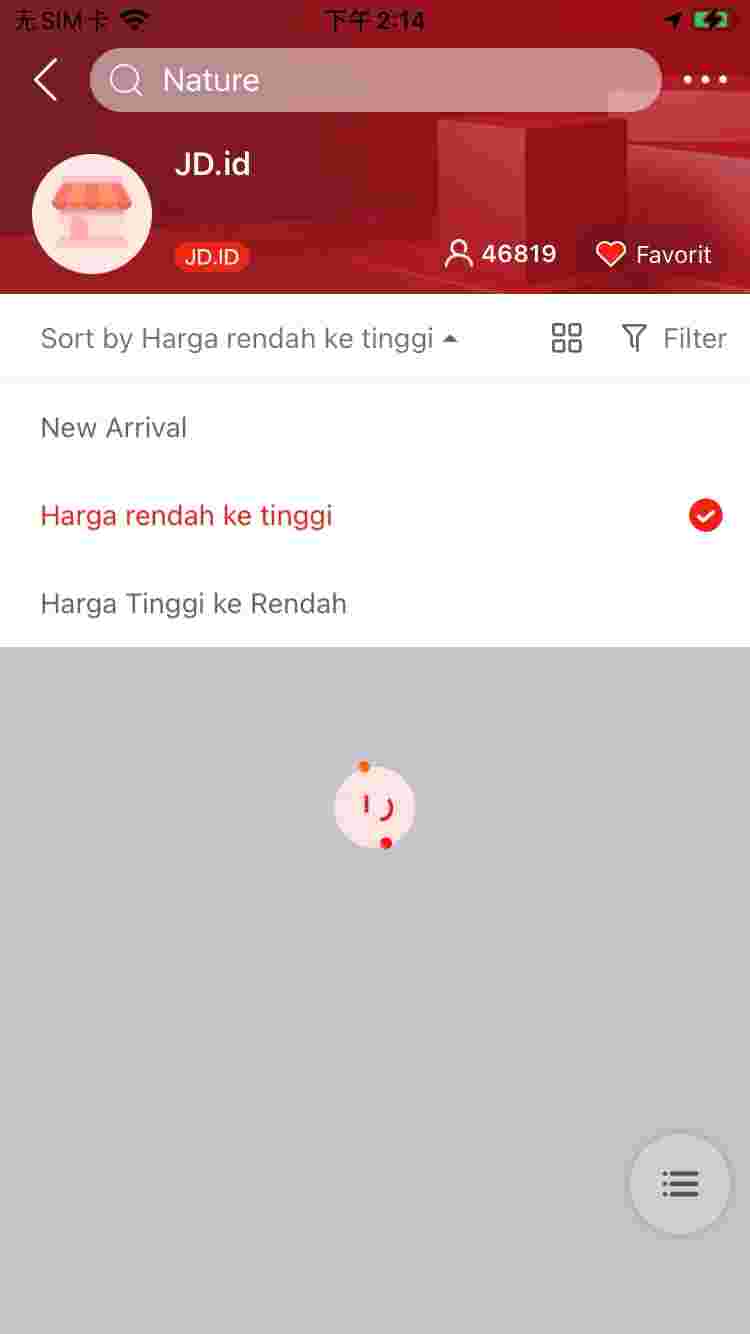 无SIM卡 下午2:14
Nature
JD.id
JD.ID 46819 Favorit
Sort by Harga rendah ke tinggi Filter
New Arrival
Harga rendah ke tinggi
Harga Tinggi ke Rendah